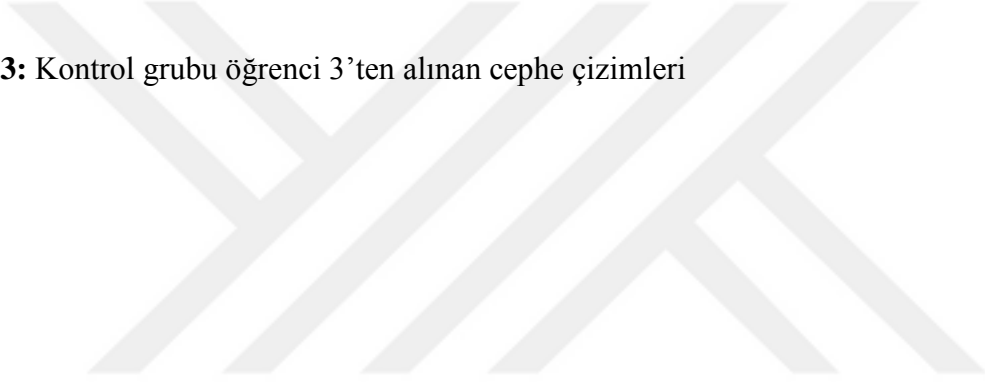 3: Kontrol grubu öğrenci 3’ten alınan cephe çizimleri